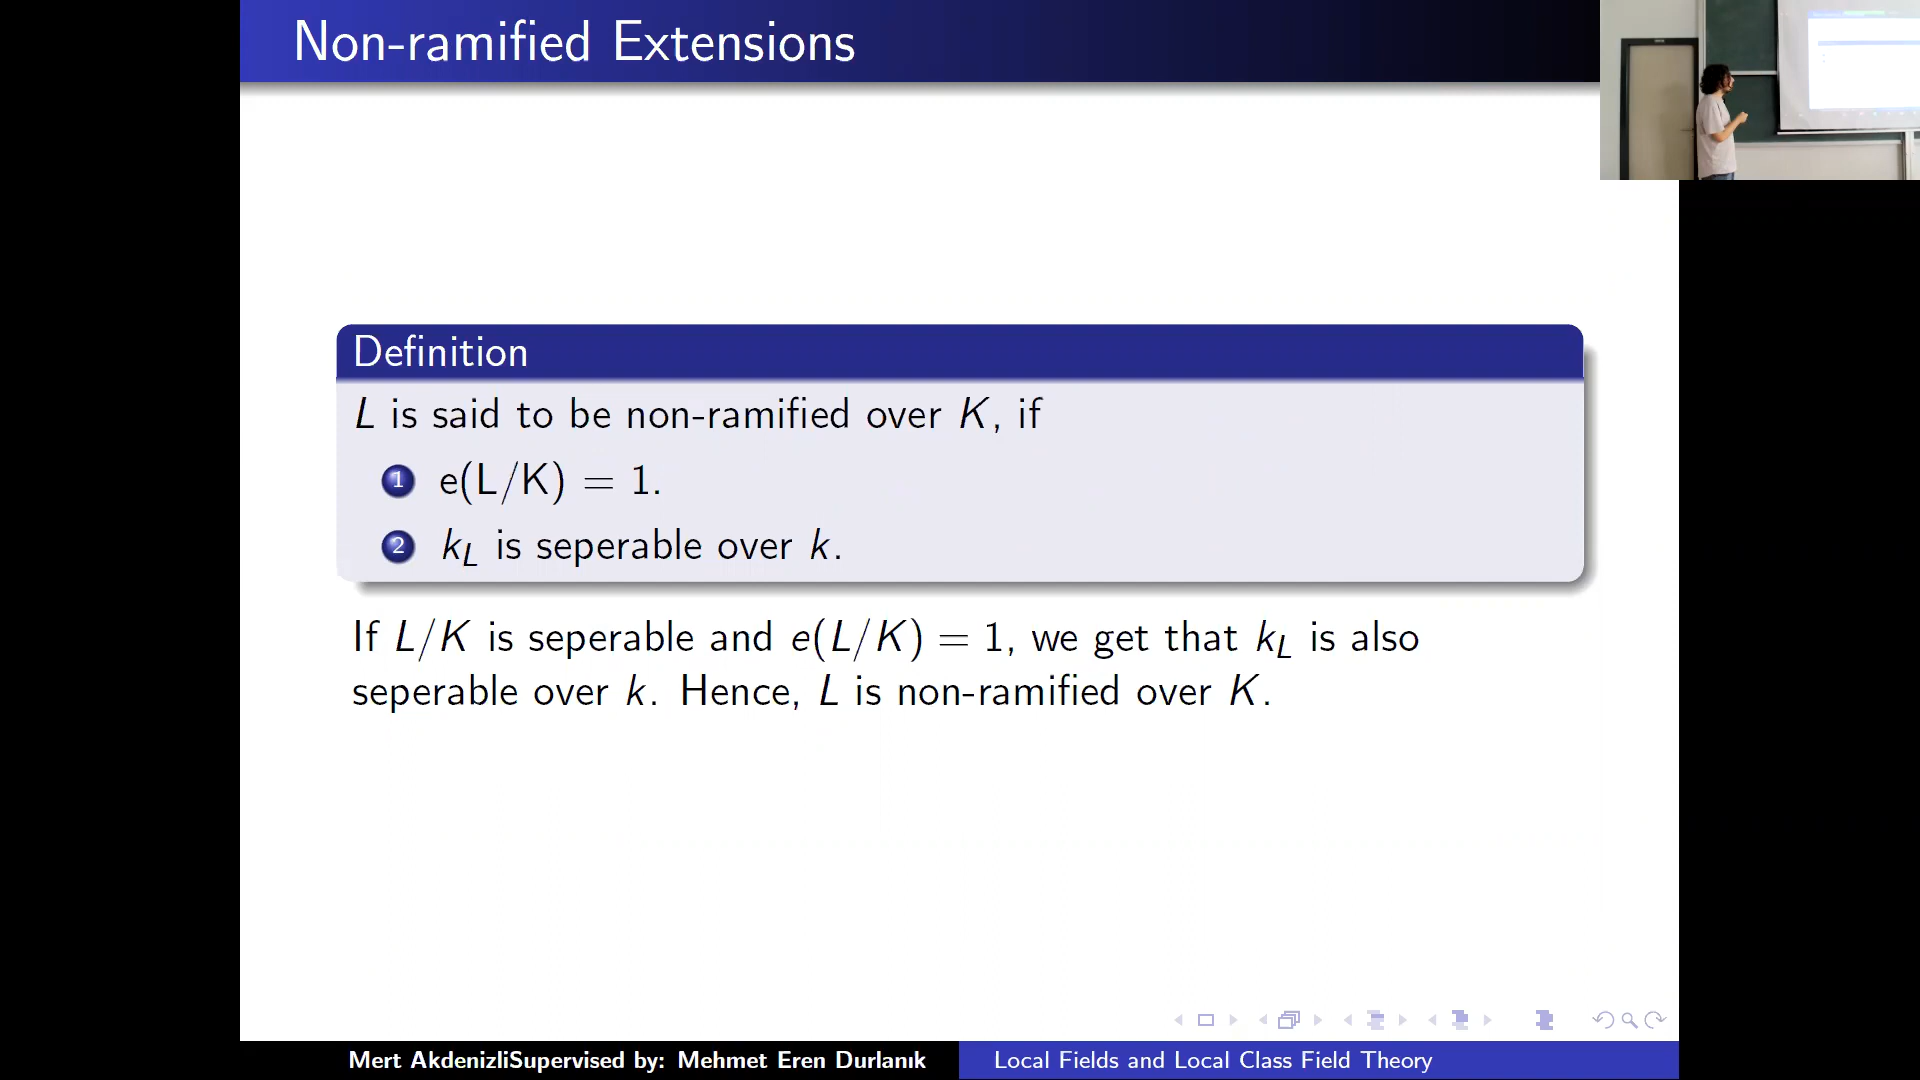 Non-ramified Extensions
Definition
L is said to be non-ramified over K, if
1 e(L/K) = 1.
2 k_L is seperable over k.
If L/K is seperable and e(L/K) = 1, we get that k_L is also
seperable over k. Hence, L is non-ramified over K.
Mert AkdenizliSupervised by: Mehmet Eren Durlanık
Local Fields and Local Class Field Theory